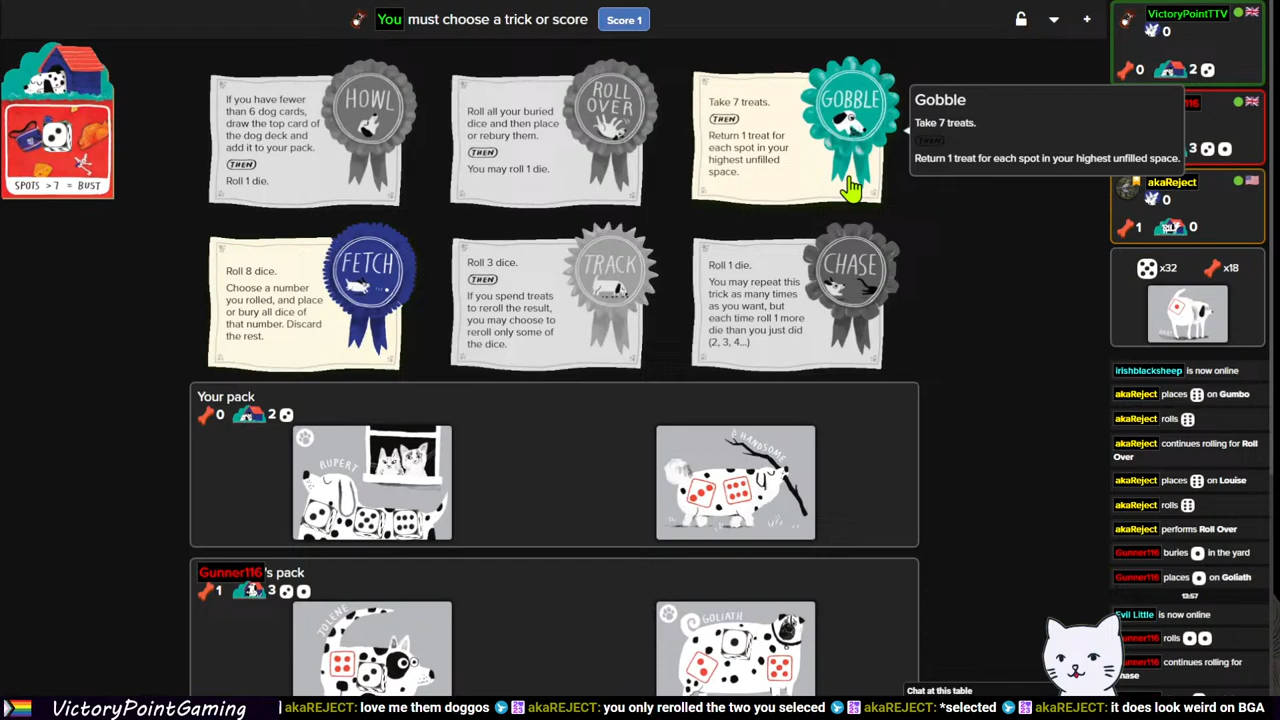 You must choose a trick or score
Score 1
VictoryPointTTV
0
0
2
SPOTS > 7 = BUST
If you have fewer
than 6 dog cards,
draw the top card of
the dog deck and
add it to your pack.
THEN
Roll 1 die.
HOWL
Roll all your buried
dice and then place
or rebury them.
THEN
You may roll 1 die.
ROLL
OVER
Take 7 treats.
THEN
Return 1 treat for
each spot in your
highest unfilled
space.
GOBBLE
Gobble
Take 7 treats.
THEN
Return 1 treat for each spot in your highest unfilled space.
3
akaReject
0
1
0
x32
x18
Roll 8 dice.
Choose a number
you rolled, and place
or bury all dice of
that number. Discard
the rest.
FETCH
Roll 3 dice.
THEN
If you spend treats
to reroll the result,
you may choose to
reroll only some of
the dice.
TRACK
Roll 1 die.
You may repeat this
trick as many times
as you want, but
each time roll 1 more
die than you just did
(2, 3, 4...)
CHASE
Your pack
0
2
RUPERT
HANDSOME
Gunner116's pack
1
3
TOLENE
GOLIATH
irishblacksheep is now online
akaReject places on Gumbo
akaReject rolls
akaReject continues rolling for Roll
Over
akaReject places on Louise
akaReject rolls
akaReject performs Roll Over
Gunner116 buries in the yard
Gunner116 places on Goliath
13:57
Evil Little is now online
Gunner116 rolls
continues rolling for
Chat at this table
VictoryPointGaming
akaREJECT: love me them doggos
akaREJECT: you only rerolled the two you seleced
akaREJECT: *selected
akaREJECT: it does look weird on BGA